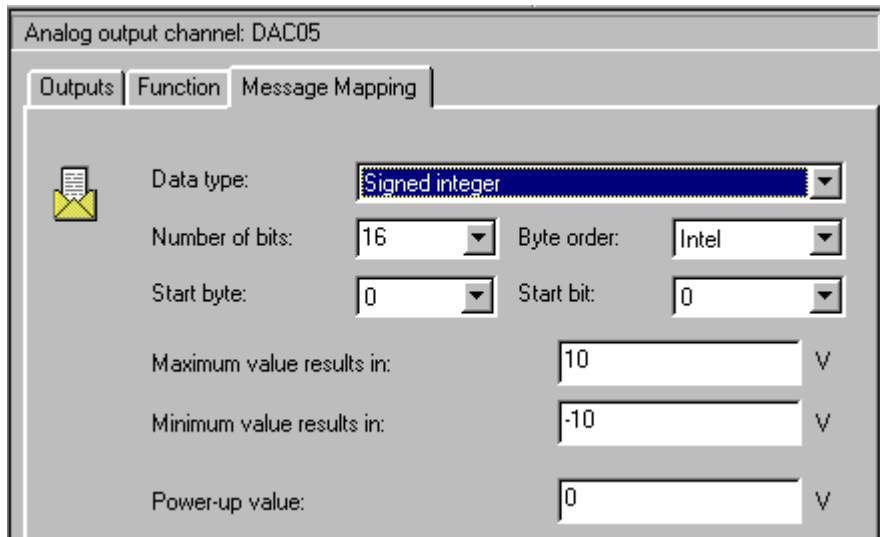 Analog output channel: DAC05
Outputs Function Message Mapping
Data type: Signed integer
Number of bits: 16 Byte order: Intel
Start byte: 0 Start bit: 0
Maximum value results in: 10 V
Minimum value results in: -10 V
Power-up value: 0 V